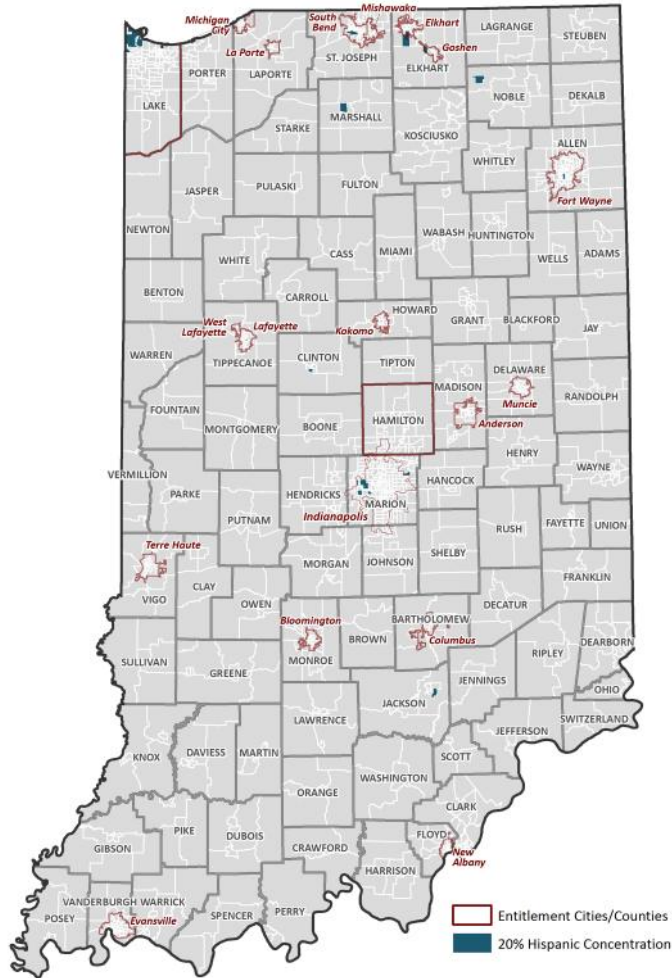 Mishawaka
Michigan City
South Bend
Elkhart
La Porte
Goshen
LAGRANGE
STEUBEN
ST. JOSEPH
ELKHART
PORTER
LAPORTE
LAKE
NOBLE
DEKALB
STARKE
MARSHALL
KOSCIUSKO
ALLEN
WHITLEY
JASPER
PULASKI
FULTON
Fort Wayne
NEWTON
WABASH
HUNTINGTON
WHITE
CASS
MIAMI
WELLS
ADAMS
BENTON
CARROLL
HOWARD
GRANT
BLACKFORD
JAY
West Lafayette
Lafayette
Kokomo
WARREN
TIPPECANOE
CLINTON
TIPTON
DELAWARE
MADISON
Muncie
RANDOLPH
FOUNTAIN
MONTGOMERY
BOONE
HAMILTON
Anderson
HENRY
WAYNE
VERMILLION
PARKE
HENDRICKS
MARION
HANCOCK
PUTNAM
Indianapolis
RUSH
FAYETTE
UNION
Terre Haute
MORGAN
JOHNSON
SHELBY
VIGO
CLAY
OWEN
FRANKLIN
DECATUR
Bloomington
BROWN
BARTHOLOMEW
Columbus
DEARBORN
RIPLEY
SULLIVAN
GREENE
MONROE
JENNINGS
OHIO
JACKSON
LAWRENCE
SWITZERLAND
JEFFERSON
KNOX
DAVIESS
MARTIN
SCOTT
WASHINGTON
ORANGE
CLARK
PIKE
DUBOIS
FLOYD
GIBSON
CRAWFORD
New Albany
HARRISON
VANDERBURGH
WARRICK
PERRY
SPENCER
POSEY
Evansville
Entitlement Cities/Counties
20% Hispanic Concentration